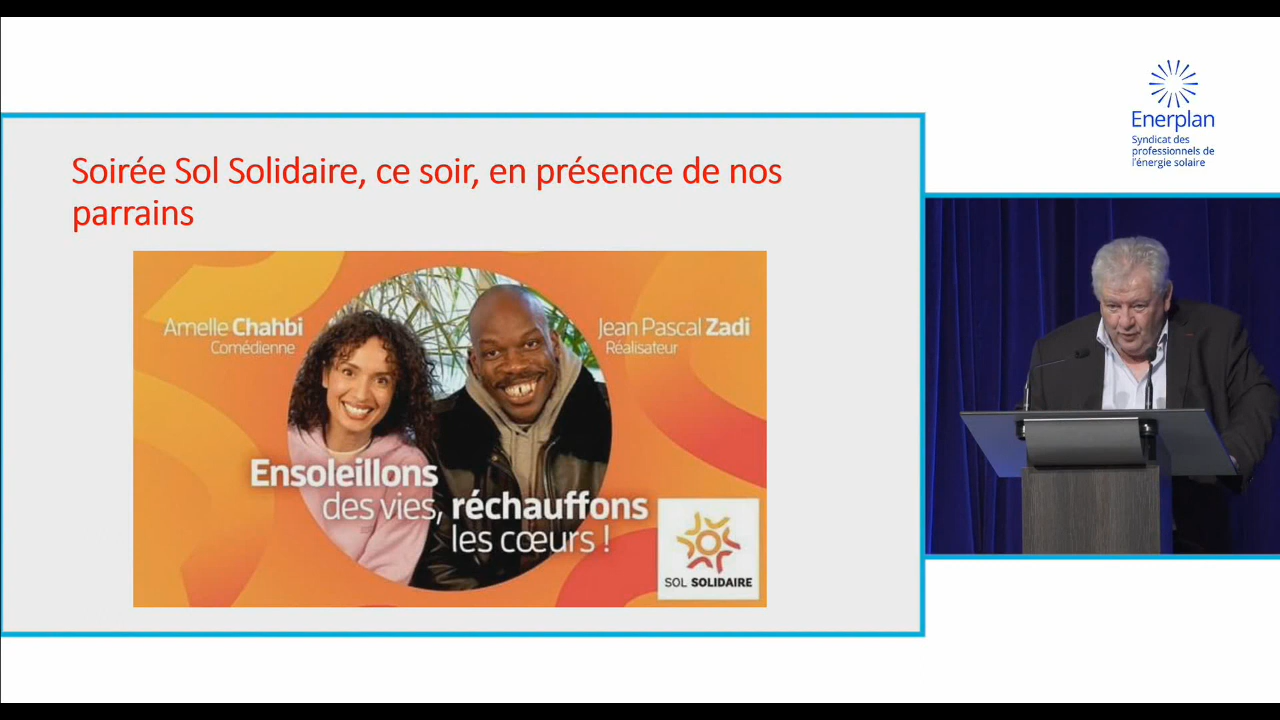 Soirée Sol Solidaire, ce soir, en présence de nos
parrains
Amelle Chahbi
Comédienne
Jean Pascal Zadi
Réalisateur
Ensoleillons
des vies, réchauffons
les cœurs !
SOL SOLIDAIRE
Enerplan
Syndicat des
professionnels de
l'énergie solaire